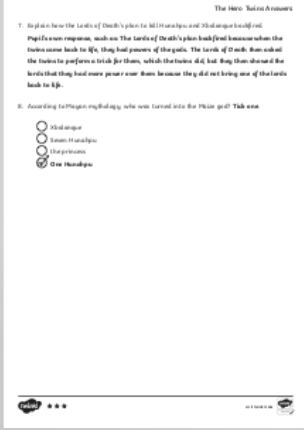 The Hero Twins Answers
7. Explain how the Lords of Death's plan to kill Hunahpu and Xbalanque backfired.
Pupil's own response, such as: The Lords of Death's plan backfired because when the
twins came back to life, they had powers of the gods. The Lords of Death then asked
the twins to perform a trick for them, which the twins did, but they then showed the
lords that they had more power over them because they did not bring one of the lords
back to life.
8. According to Mayan mythology, who was turned into the Maize god? Tick one.
Xbalanque
Seven Hunahpu
the princess
One Hunahpu
twinkl